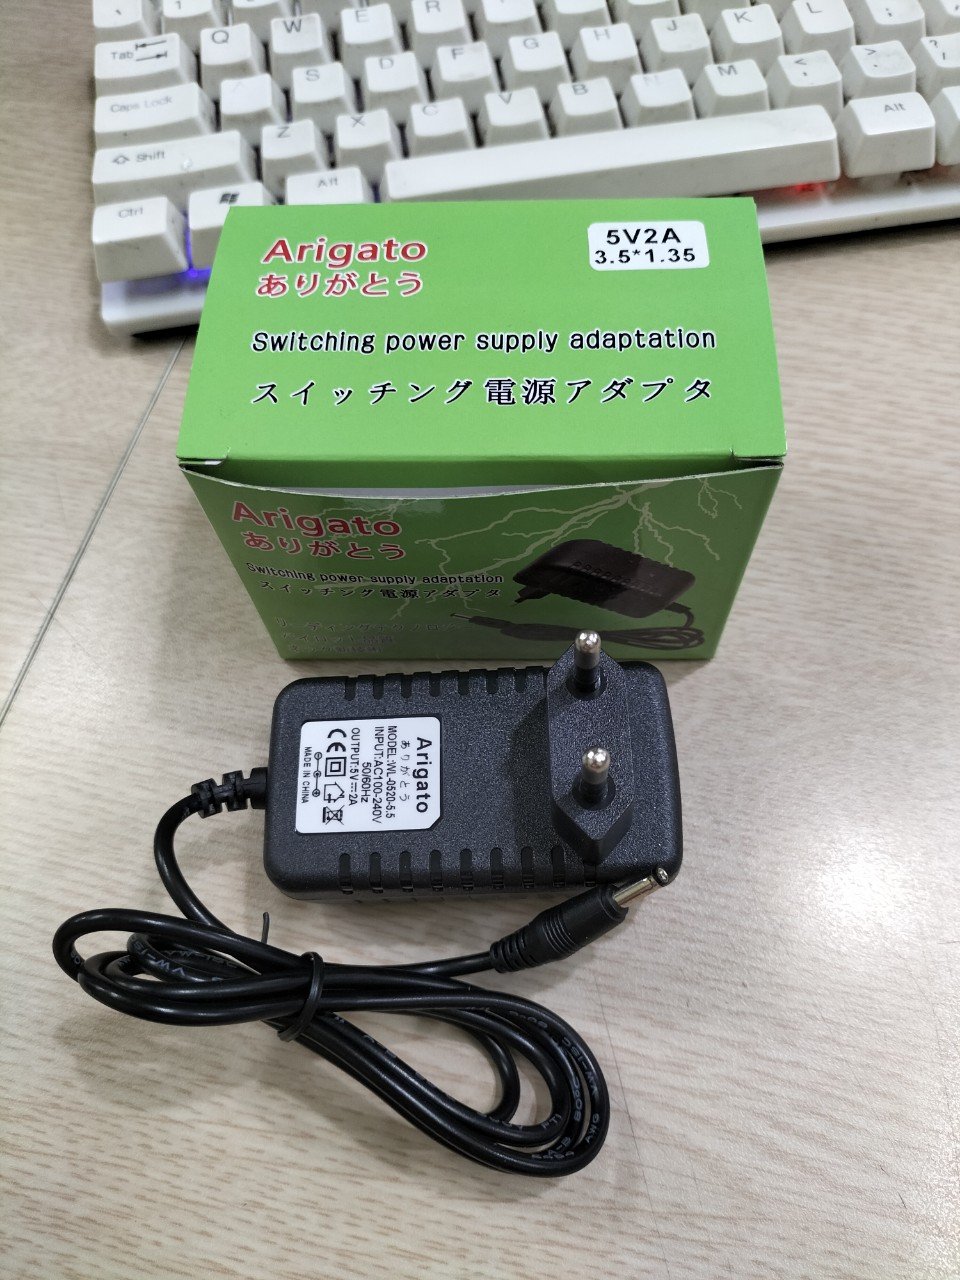 Q W E R
Tab S D F G H J K L
Caps Lock Z X C V B N M
Shift Alt Alt
Ctrl
Arigato
ありがとう
5V2A
3.5*1.35
Switching power supply adaptation
スイッチング電源アダプタ
Arigato
ありがとう
Switching power supply adaptation
スイッチング電源アダプタ
Arigato
ありがとう
MODEL:WL-0520-5.5
INPUT:AC100-240V
50/60Hz
OUTPUT:5V⎓2A
CE
MADE IN CHINA
AWG